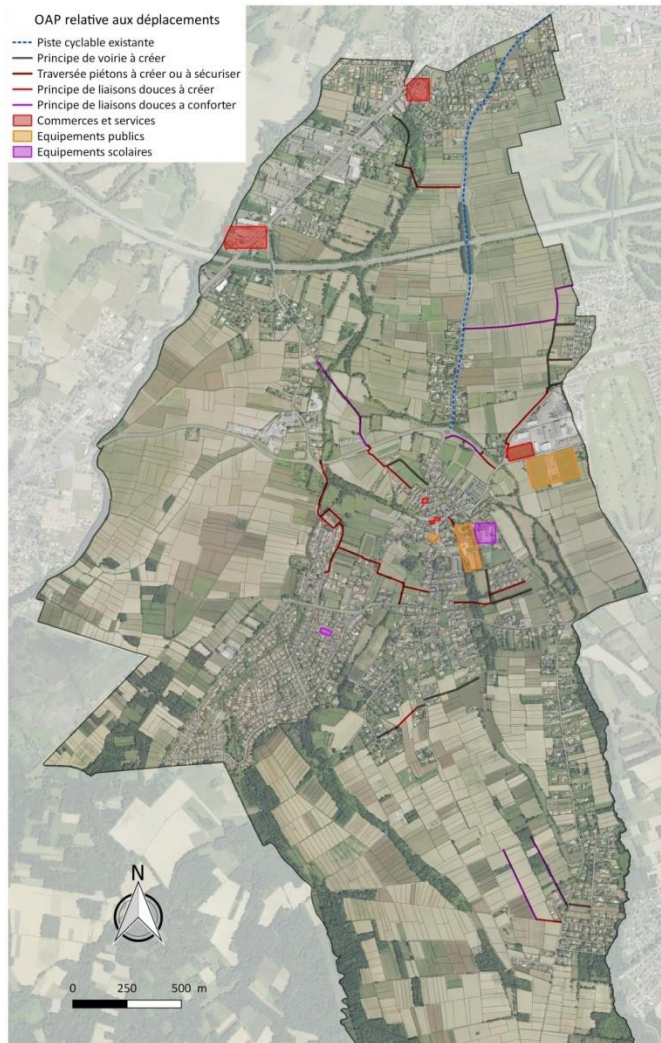 OAP relative aux déplacements
Piste cyclable existante
Principe de voirie à créer
Traversée piétons à créer ou à sécuriser
Principe de liaisons douces à créer
Principe de liaisons douces a conforter
Commerces et services
Equipements publics
Equipements scolaires
N
0 250 500 m